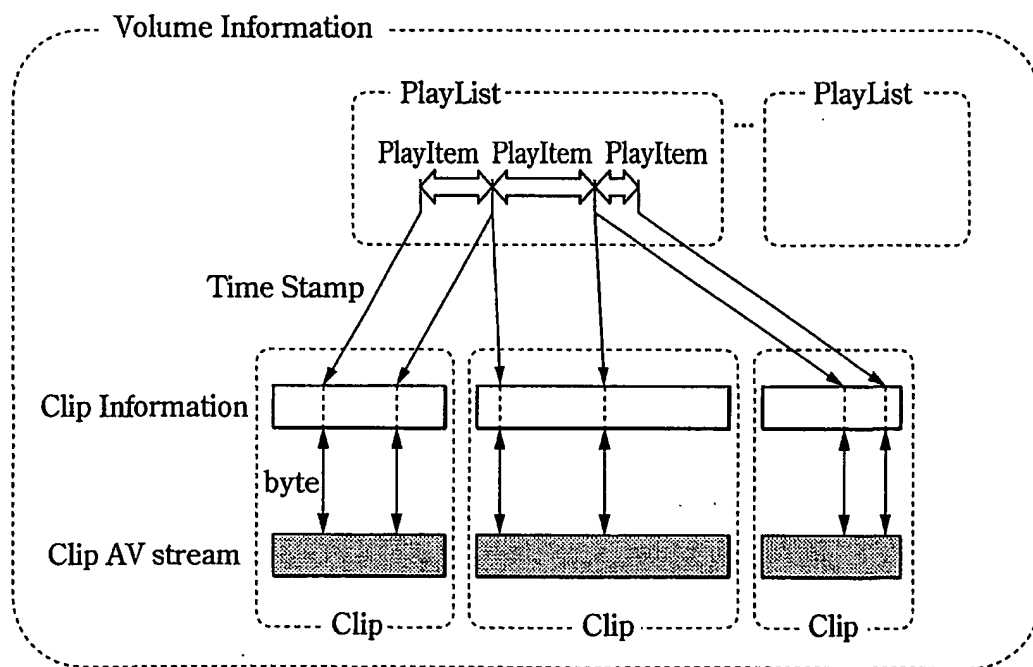 Volume Information
PlayList
PlayList
...
PlayItem PlayItem PlayItem
Time Stamp
Clip Information
byte
Clip AV stream
Clip
Clip
Clip